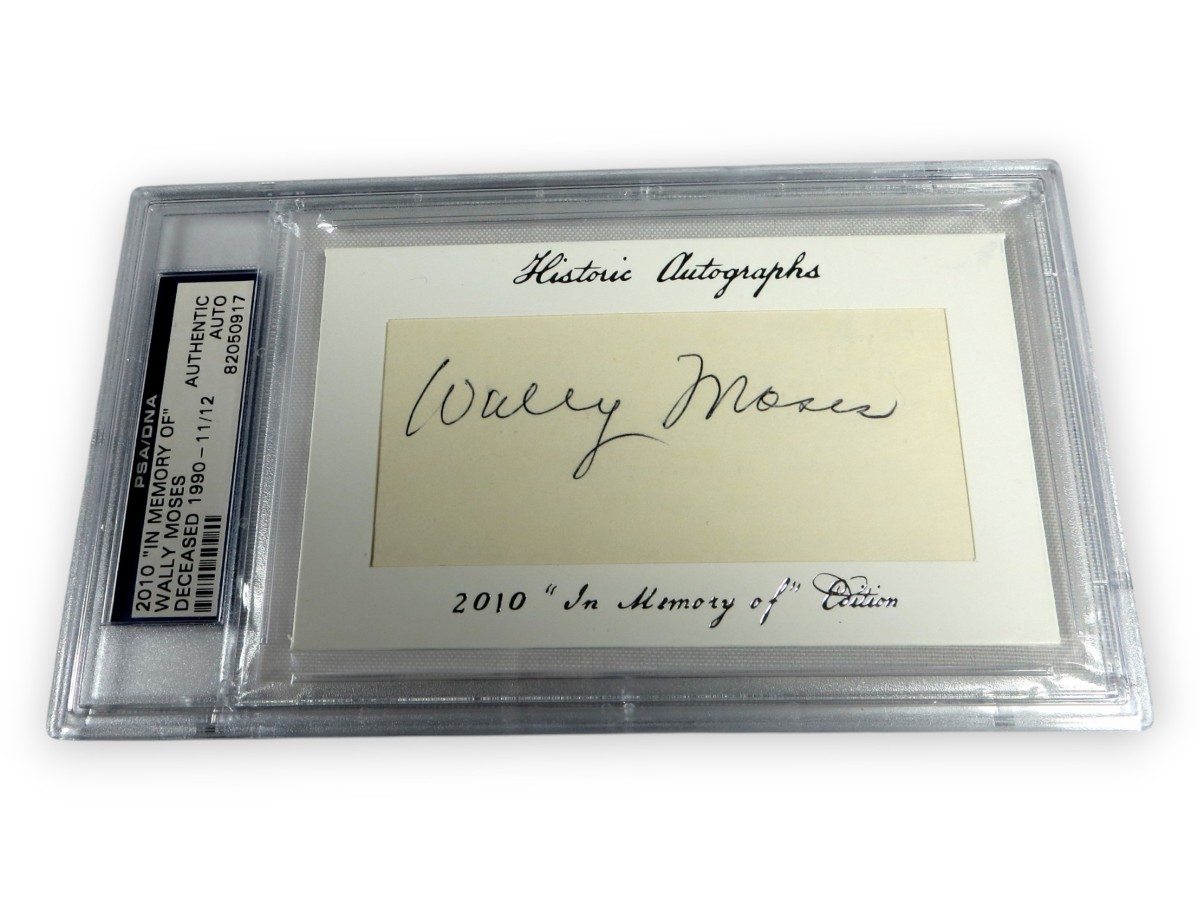 PSA/DNA
2010 "IN MEMORY OF"
WALLY MOSES
DECEASED 1990 - 11/12
AUTHENTIC
AUTO
82050917
Historic Autographs
Wally Moses
2010 "In Memory of" Edition